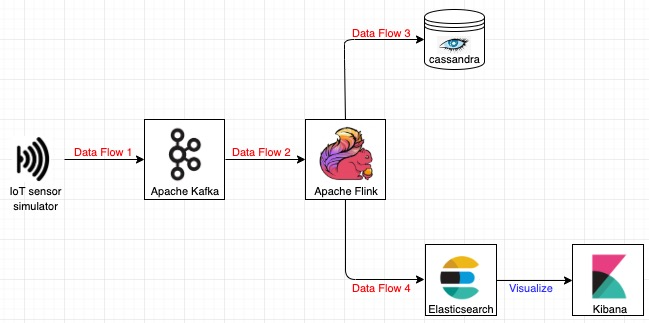 Data Flow 3
cassandra
Data Flow 1
Data Flow 2
IoT sensor
simulator
Apache Kafka
Apache Flink
Data Flow 4
Elasticsearch
Visualize
Kibana